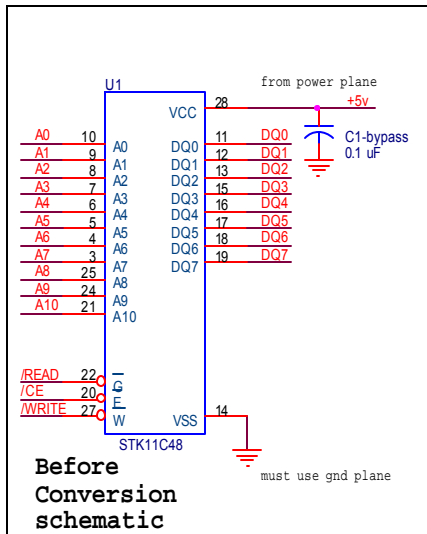 U1
from power plane
28
VCC
+5v
A0 10 A0 DQ0 11 DQ0
A1 9 A1 DQ1 12 DQ1
A2 8 A2 DQ2 13 DQ2
A3 7 A3 DQ3 15 DQ3
A4 6 A4 DQ4 16 DQ4
A5 5 A5 DQ5 17 DQ5
A6 4 A6 DQ6 18 DQ6
A7 3 A7 DQ7 19 DQ7
A8 25 A8
A9 24 A9
A10 21 A10
C1-bypass
0.1 uF
/READ 22 G
/CE 20 E
/WRITE 27 W
VSS 14
STK11C48
must use gnd plane
Before
Conversion
schematic